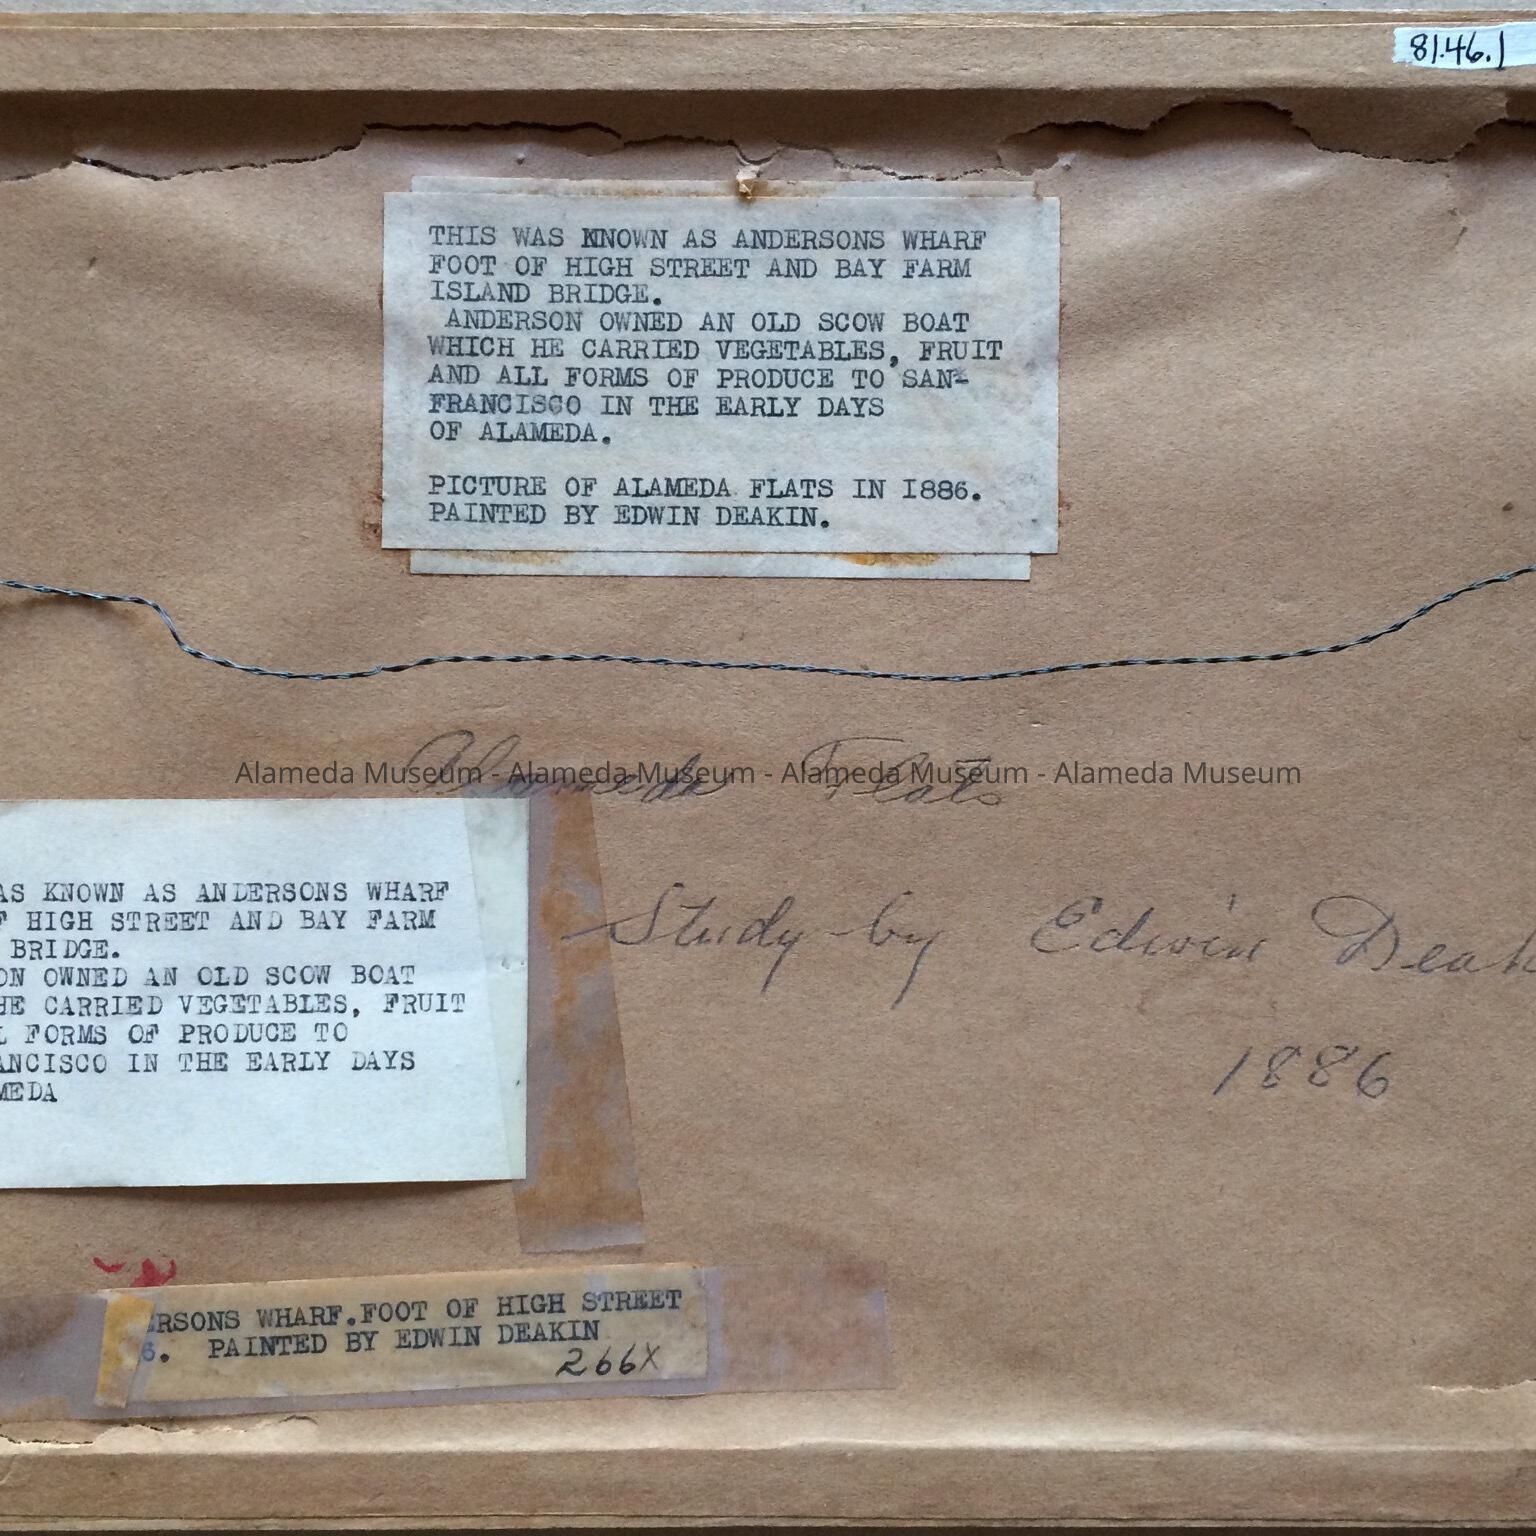 81.46.1
THIS WAS KNOWN AS ANDERSONS WHARF
FOOT OF HIGH STREET AND BAY FARM
ISLAND BRIDGE.
ANDERSON OWNED AN OLD SCOW BOAT
WHICH HE CARRIED VEGETABLES, FRUIT
AND ALL FORMS OF PRODUCE TO SAN-
FRANCISCO IN THE EARLY DAYS
OF ALAMEDA.
PICTURE OF ALAMEDA FLATS IN 1886.
PAINTED BY EDWIN DEAKIN.
Alameda Flats
Alameda Museum - Alameda Museum - Alameda Museum - Alameda Museum
Study by Edwin Deak
1886
AS KNOWN AS ANDERSONS WHARF
F HIGH STREET AND BAY FARM
BRIDGE.
ON OWNED AN OLD SCOW BOAT
HE CARRIED VEGETABLES, FRUIT
L FORMS OF PRODUCE TO
ANCISCO IN THE EARLY DAYS
MEDA
ERSONS WHARF.FOOT OF HIGH STREET
6. PAINTED BY EDWIN DEAKIN
266X